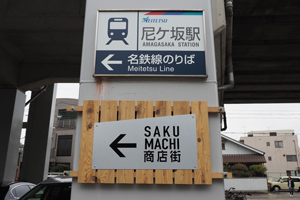 MEITETSU
尼ケ坂駅
AMAGASAKA STATION
← 名鉄線のりば
Meitetsu Line
← SAKU
MACHI
商店街